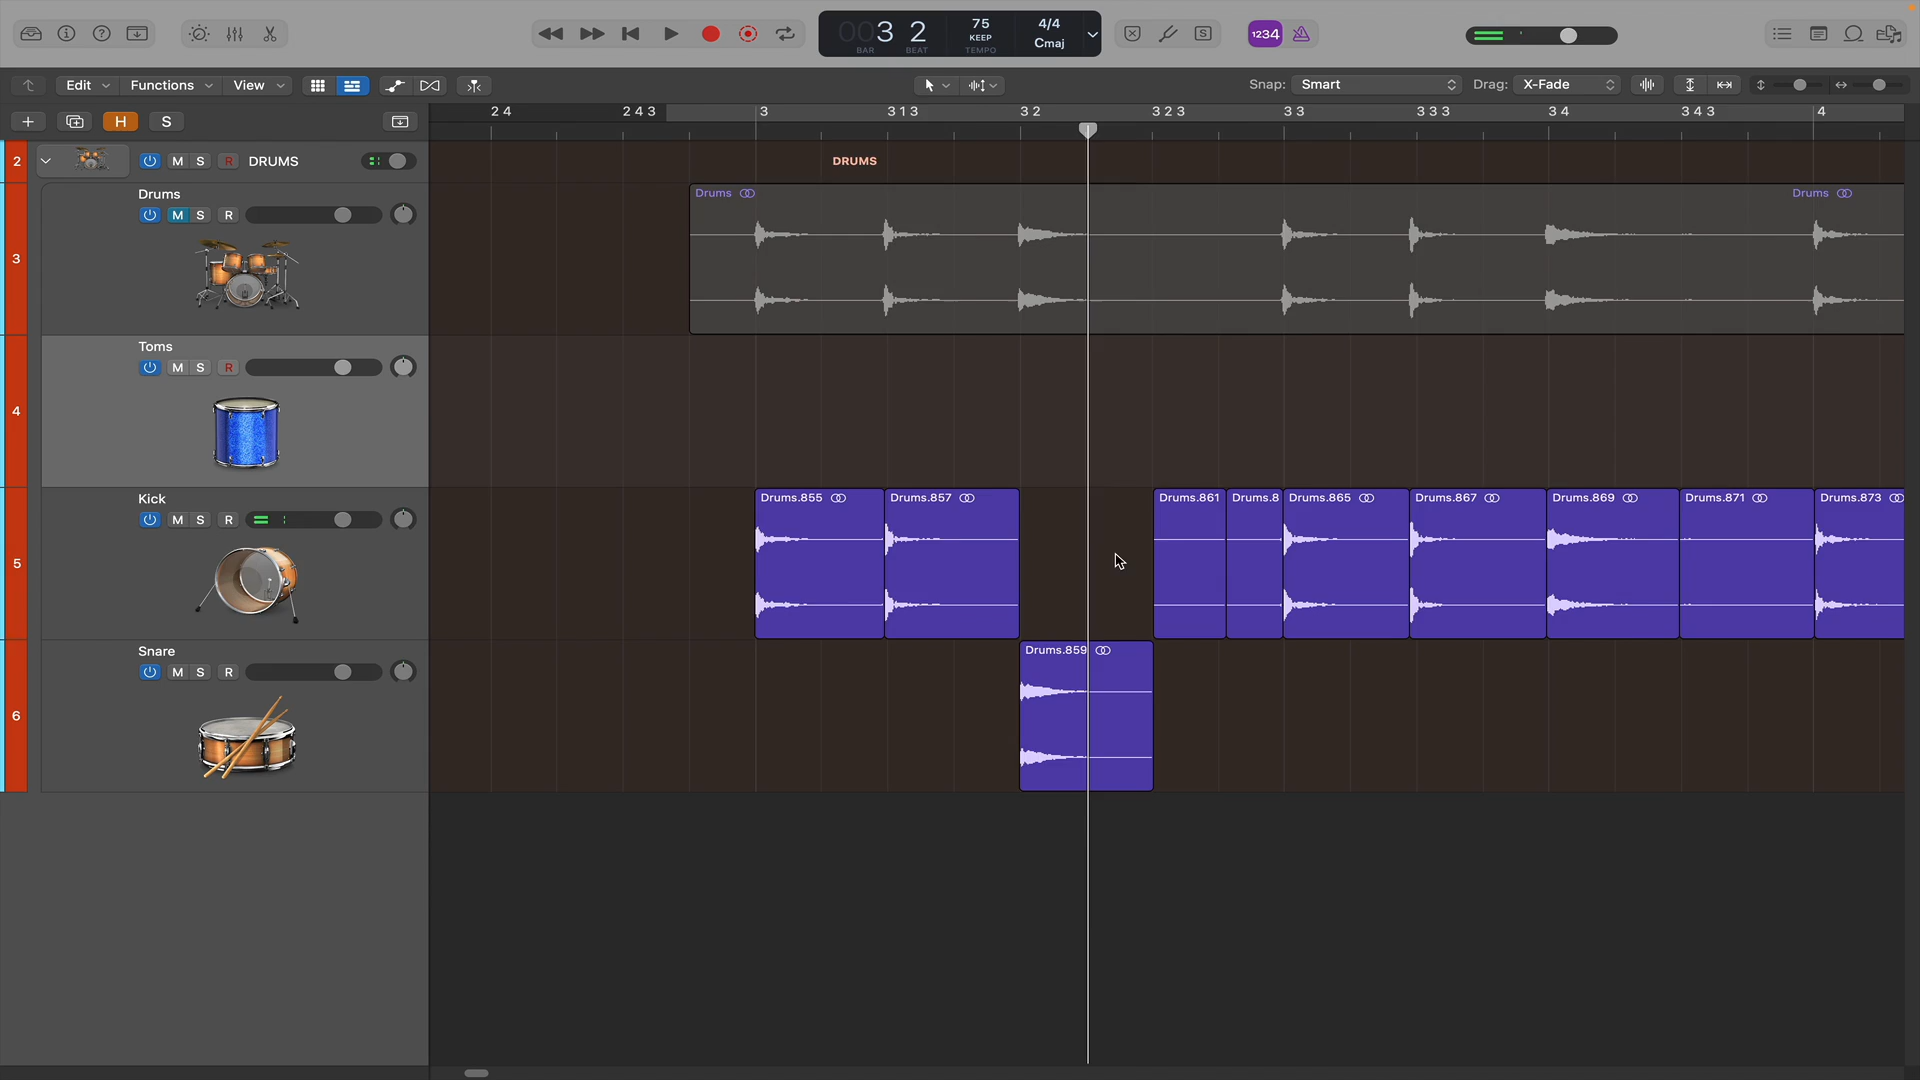 003 2
BAR BEAT
75
KEEP
TEMPO
4/4
Cmaj
S
1234
Edit
Functions
View
Snap: Smart
Drag: X-Fade
H
S
2 4
2 4 3
3
3 1 3
3 2
3 2 3
3 3
3 3 3
3 4
3 4 3
4
2
M S R DRUMS
DRUMS
3
Drums
M S R
Drums
Drums
4
Toms
M S R
5
Kick
M S R
Drums.855
Drums.857
Drums.861
Drums.8
Drums.865
Drums.867
Drums.869
Drums.871
Drums.873
6
Snare
M S R
Drums.859